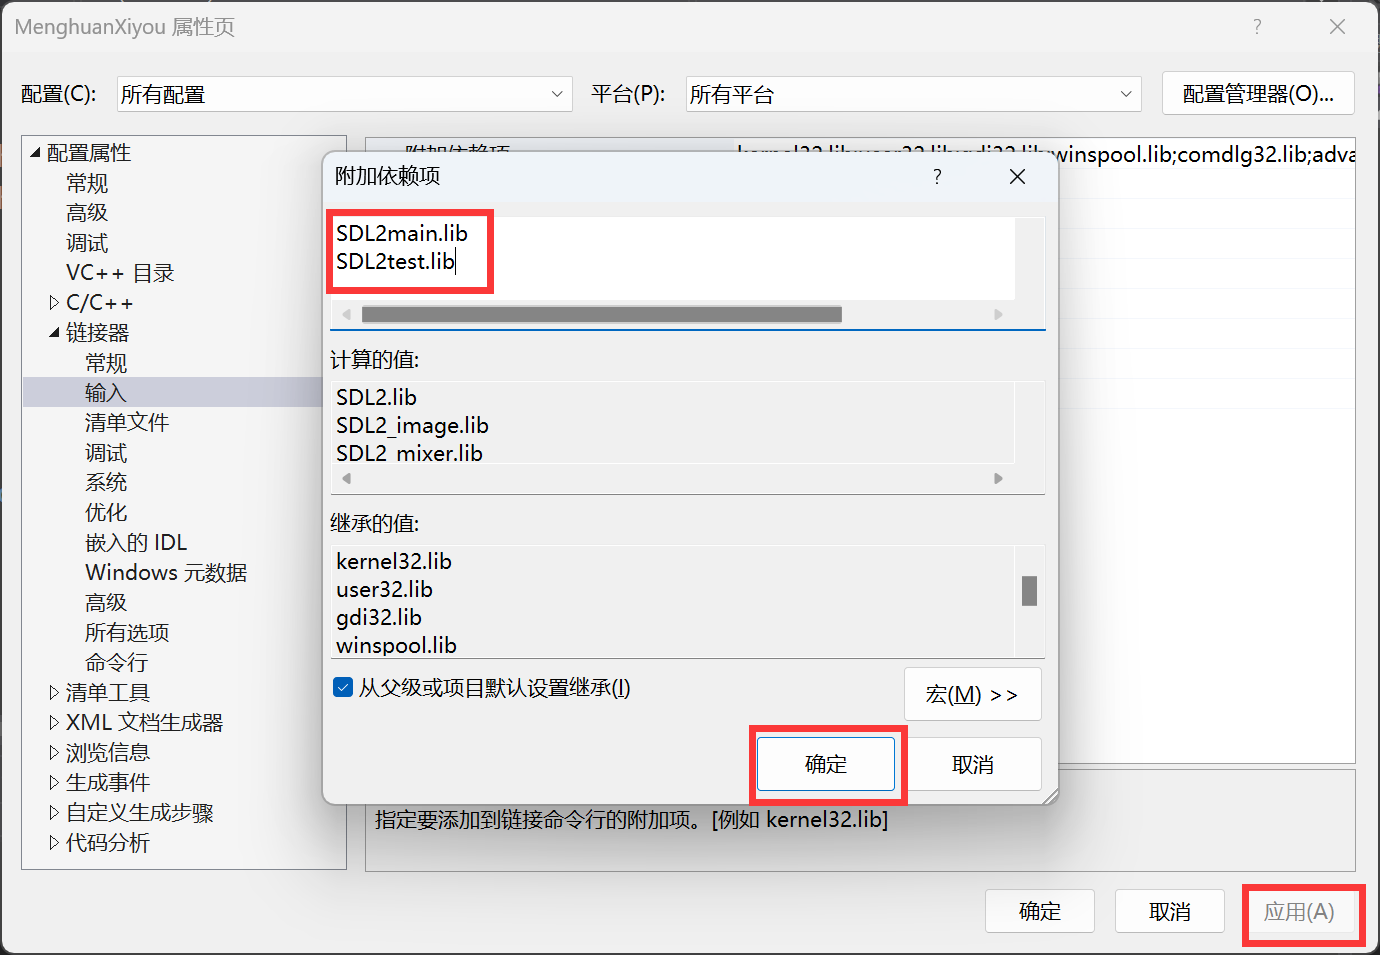 MenghuanXiyou 属性页
?
配置(C):
所有配置
平台(P):
所有平台
配置管理器(O)...
配置属性
常规
高级
调试
VC++ 目录
C/C++
链接器
常规
输入
清单文件
调试
系统
优化
嵌入的 IDL
Windows 元数据
高级
所有选项
命令行
清单工具
XML 文档生成器
浏览信息
生成事件
自定义生成步骤
代码分析
附加依赖项
kernel32.lib;user32.lib;gdi32.lib;winspool.lib;comdlg32.lib;adva
附加依赖项
?
SDL2main.lib
SDL2test.lib
计算的值:
SDL2.lib
SDL2_image.lib
SDL2_mixer.lib
继承的值:
kernel32.lib
user32.lib
gdi32.lib
winspool.lib
从父级或项目默认设置继承(I)
宏(M) >>
确定
取消
指定要添加到链接命令行的附加项。[例如 kernel32.lib]
确定
取消
应用(A)